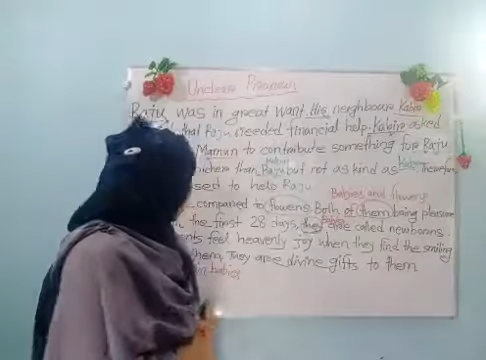 Unclear Pronoun
Raju was in great want. His neighbour Kabir
that Raju needed financial help. Kabir asked
Mamun to contribute something for Raju
than Raju but not as kind as Kabir therefore
to help Raju
Babies and flowers
compared to flowers. Both of them being pleasure
the first 28 days, they are called newborns.
feel heavenly Joy when they find the smiling
They are divine gifts to them
babies